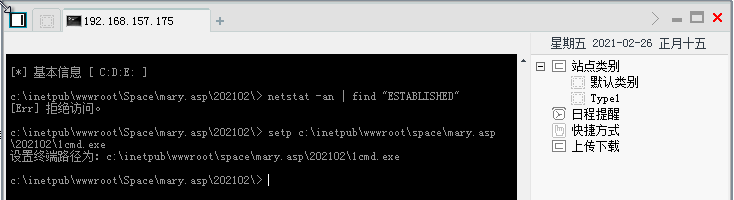 192.168.157.175
星期五 2021-02-26 正月十五
[*] 基本信息 [ C:D:E: ]
c:\inetpub\wwwroot\Space\mary.asp\202102\> netstat -an | find "ESTABLISHED"
[Err] 拒绝访问。
c:\inetpub\wwwroot\Space\mary.asp\202102\> setp c:\inetpub\wwwroot\space\mary.asp
\202102\1cmd.exe
设置终端路径为: c:\inetpub\wwwroot\space\mary.asp\202102\1cmd.exe
c:\inetpub\wwwroot\Space\mary.asp\202102\>
站点类别
默认类别
Type1
日程提醒
快捷方式
上传下载